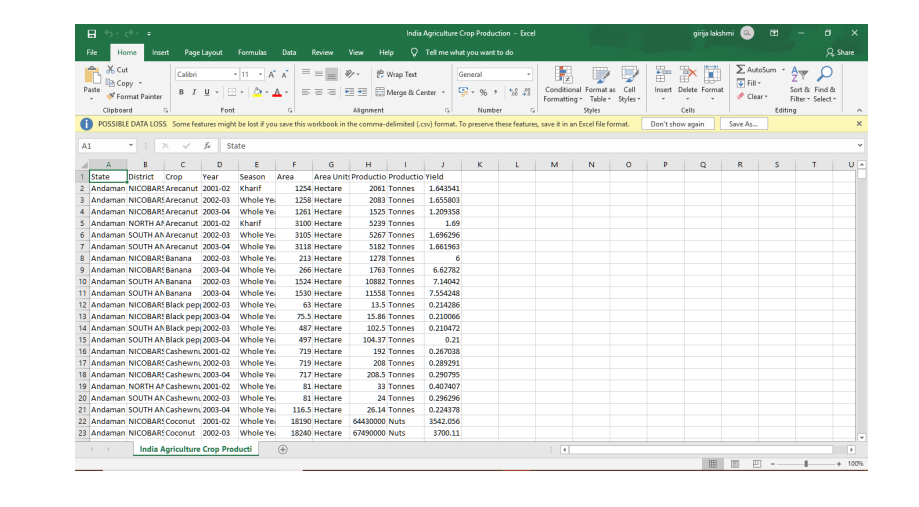 India Agriculture Crop Production - Excel
girija lakshmi GL
File Home Insert Page Layout Formulas Data Review View Help Tell me what you want to do Share
Paste Cut Copy Format Painter Clipboard
Calibri 11 A A B I U A Font
Wrap Text Merge & Center Alignment
General % Number
Conditional Formatting Format as Table Cell Styles Styles
Insert Delete Format Cells
AutoSum Fill Clear Sort & Filter Find & Select Editing
POSSIBLE DATA LOSS Some features might be lost if you save this workbook in the comma-delimited (.csv) format. To preserve these features, save it in an Excel file format. Don't show again Save As...
A1 fx State
A B C D E F G H I J K L M N O P Q R S T U
1 State District Crop Year Season Area Area Units Productio Productio Yield
2 Andaman NICOBARS Arecanut 2001-02 Kharif 1254 Hectare 2061 Tonnes 1.643541
3 Andaman NICOBARS Arecanut 2002-03 Whole Yea 1258 Hectare 2083 Tonnes 1.655803
4 Andaman NICOBARS Arecanut 2003-04 Whole Yea 1261 Hectare 1525 Tonnes 1.209358
5 Andaman NORTH AN Arecanut 2001-02 Kharif 3100 Hectare 5239 Tonnes 1.69
6 Andaman SOUTH AN Arecanut 2002-03 Whole Yea 3105 Hectare 5267 Tonnes 1.696296
7 Andaman SOUTH AN Arecanut 2003-04 Whole Yea 3118 Hectare 5182 Tonnes 1.661963
8 Andaman NICOBARS Banana 2002-03 Whole Yea 213 Hectare 1278 Tonnes 6
9 Andaman NICOBARS Banana 2003-04 Whole Yea 266 Hectare 1763 Tonnes 6.62782
10 Andaman SOUTH AN Banana 2002-03 Whole Yea 1524 Hectare 10882 Tonnes 7.14042
11 Andaman SOUTH AN Banana 2003-04 Whole Yea 1530 Hectare 11558 Tonnes 7.554248
12 Andaman NICOBARS Black pepp 2002-03 Whole Yea 63 Hectare 13.5 Tonnes 0.214286
13 Andaman NICOBARS Black pepp 2003-04 Whole Yea 75.5 Hectare 15.86 Tonnes 0.210066
14 Andaman SOUTH AN Black pepp 2002-03 Whole Yea 487 Hectare 102.5 Tonnes 0.210472
15 Andaman SOUTH AN Black pepp 2003-04 Whole Yea 497 Hectare 104.37 Tonnes 0.21
16 Andaman NICOBARS Cashewnu 2001-02 Whole Yea 719 Hectare 192 Tonnes 0.267038
17 Andaman NICOBARS Cashewnu 2002-03 Whole Yea 719 Hectare 208 Tonnes 0.289291
18 Andaman NICOBARS Cashewnu 2003-04 Whole Yea 717 Hectare 208.5 Tonnes 0.290795
19 Andaman NORTH AN Cashewnu 2001-02 Whole Yea 81 Hectare 33 Tonnes 0.407407
20 Andaman SOUTH AN Cashewnu 2002-03 Whole Yea 81 Hectare 24 Tonnes 0.296296
21 Andaman SOUTH AN Cashewnu 2003-04 Whole Yea 116.5 Hectare 26.14 Tonnes 0.224378
22 Andaman NICOBARS Coconut 2001-02 Whole Yea 18190 Hectare 64430000 Nuts 3542.056
23 Andaman NICOBARS Coconut 2002-03 Whole Yea 18240 Hectare 67490000 Nuts 3700.11
India Agriculture Crop Producti
100%